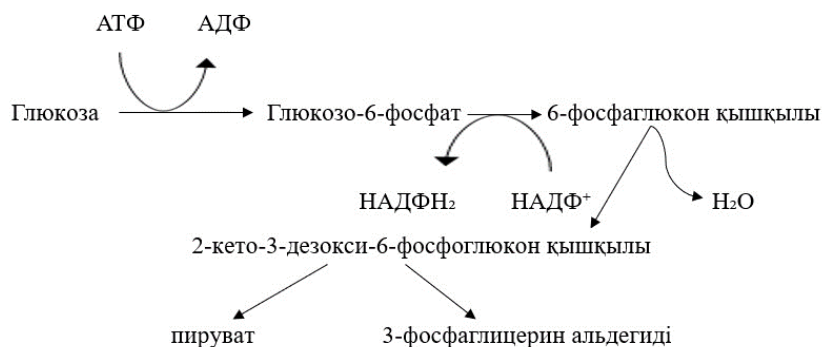 АТФ АДФ
Глюкоза Глюкозо-6-фосфат 6-фосфаглюкон қышқылы
НАДФН₂ НАДФ⁺ Н₂О
2-кето-3-дезокси-6-фосфоглюкон қышқылы
пируват 3-фосфаглицерин альдегиді